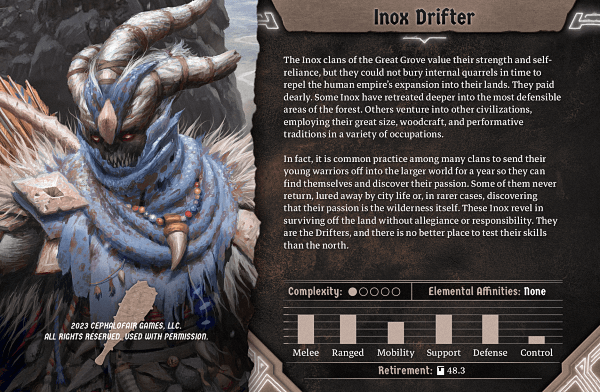 Inox Drifter
The Inox clans of the Great Grove value their strength and self-
reliance, but they could not bury internal quarrels in time to
repel the human empire's expansion into their lands. They paid
dearly. Some Inox have retreated deeper into the most defensible
areas of the forest. Others venture into other civilizations,
employing their great size, woodcraft, and performative
traditions in a variety of occupations.
In fact, it is common practice among many clans to send their
young warriors off into the larger world for a year so they can
find themselves and discover their passion. Some of them never
return, lured away by city life or, in rarer cases, discovering
that their passion is the wilderness itself. These Inox revel in
surviving off the land without allegiance or responsibility. They
are the Drifters, and there is no better place to test their skills
than the north.
Complexity: Elemental Affinities: None
Melee Ranged Mobility Support Defense Control
Retirement: 48.3
2023 CEPHALOFAIR GAMES, LLC.
ALL RIGHTS RESERVED. USED WITH PERMISSION.